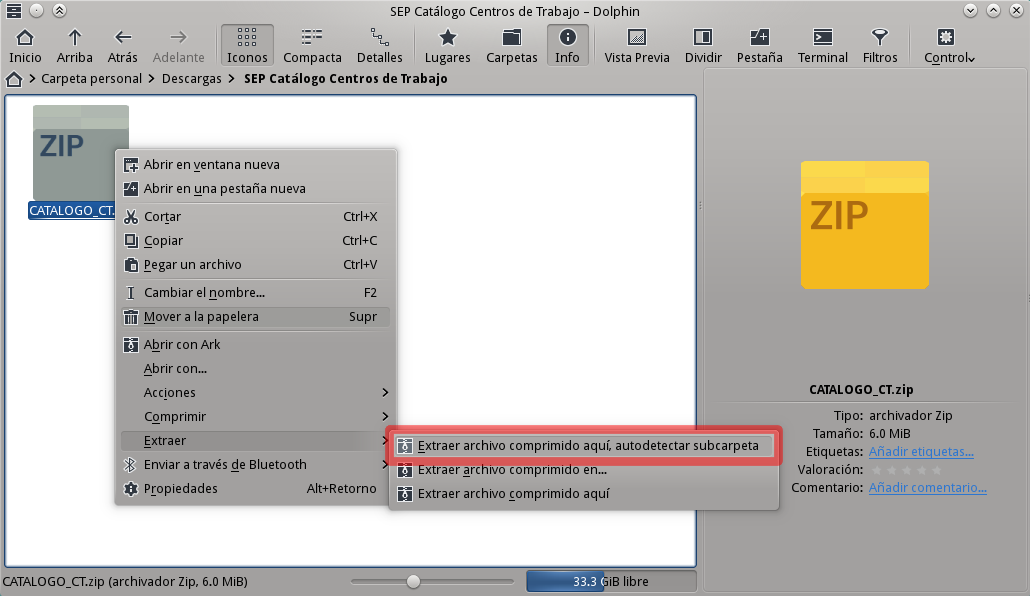 SEP Catálogo Centros de Trabajo – Dolphin
Inicio Arriba Atrás Adelante Iconos Compacta Detalles Lugares Carpetas Info Vista Previa Dividir Pestaña Terminal Filtros Control
> Carpeta personal > Descargas > SEP Catálogo Centros de Trabajo
ZIP
CATALOGO_CT.
Abrir en ventana nueva
Abrir en una pestaña nueva
Cortar Ctrl+X
Copiar Ctrl+C
Pegar un archivo Ctrl+V
Cambiar el nombre... F2
Mover a la papelera Supr
Abrir con Ark
Abrir con...
Acciones
Comprimir
Extraer
Enviar a través de Bluetooth
Propiedades Alt+Retorno
Extraer archivo comprimido aquí, autodetectar subcarpeta
Extraer archivo comprimido en...
Extraer archivo comprimido aquí
ZIP
CATALOGO_CT.zip
Tipo: archivador Zip
Tamaño: 6.0 MiB
Etiquetas: Añadir etiquetas...
Valoración:
Comentario: Añadir comentario...
CATALOGO_CT.zip (archivador Zip, 6.0 MiB)
33.3 GiB libre